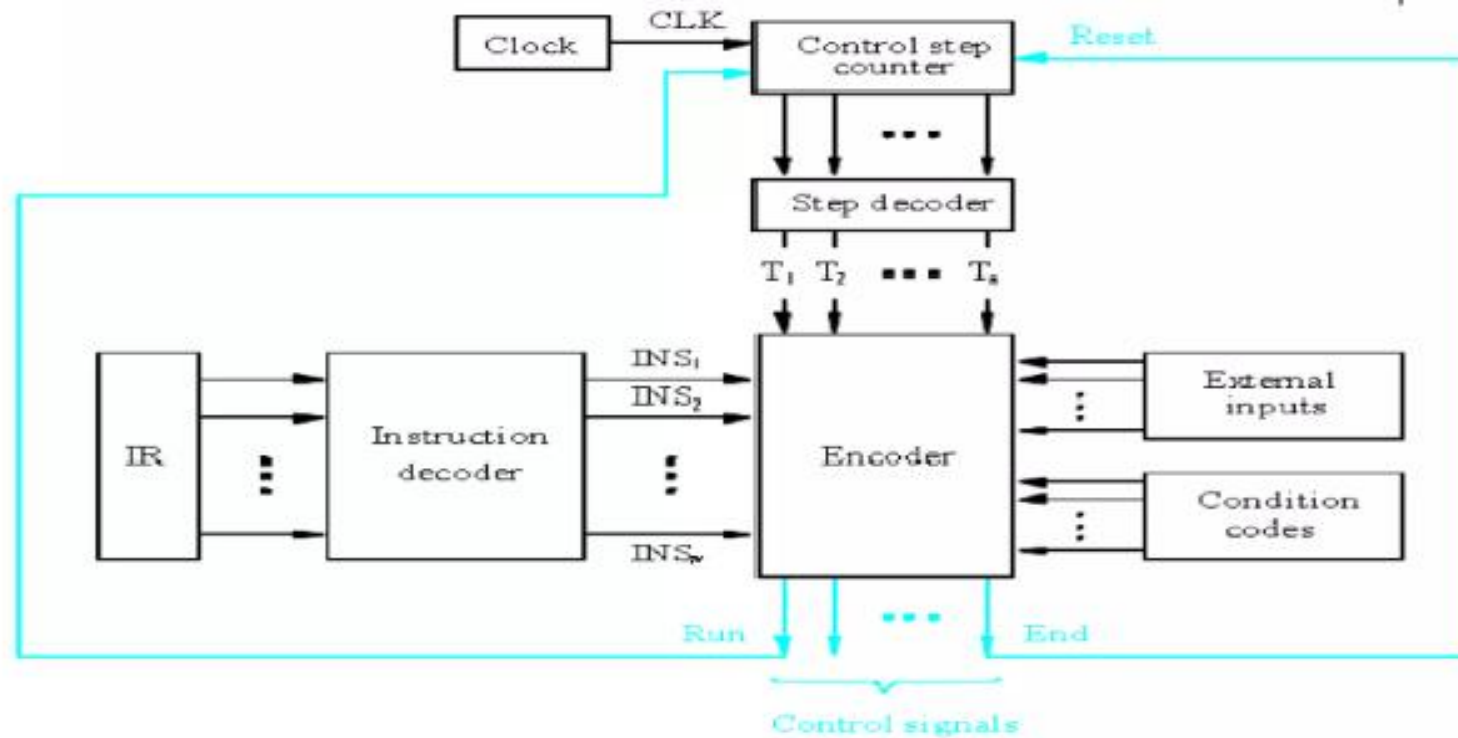 CLK
Clock
Control step
counter
Reset
Step decoder
T₁ T₂ Tₙ
IR
Instruction
decoder
INS₁
INS₂
INSₘ
Encoder
External
inputs
Condition
codes
Run
End
Control signals